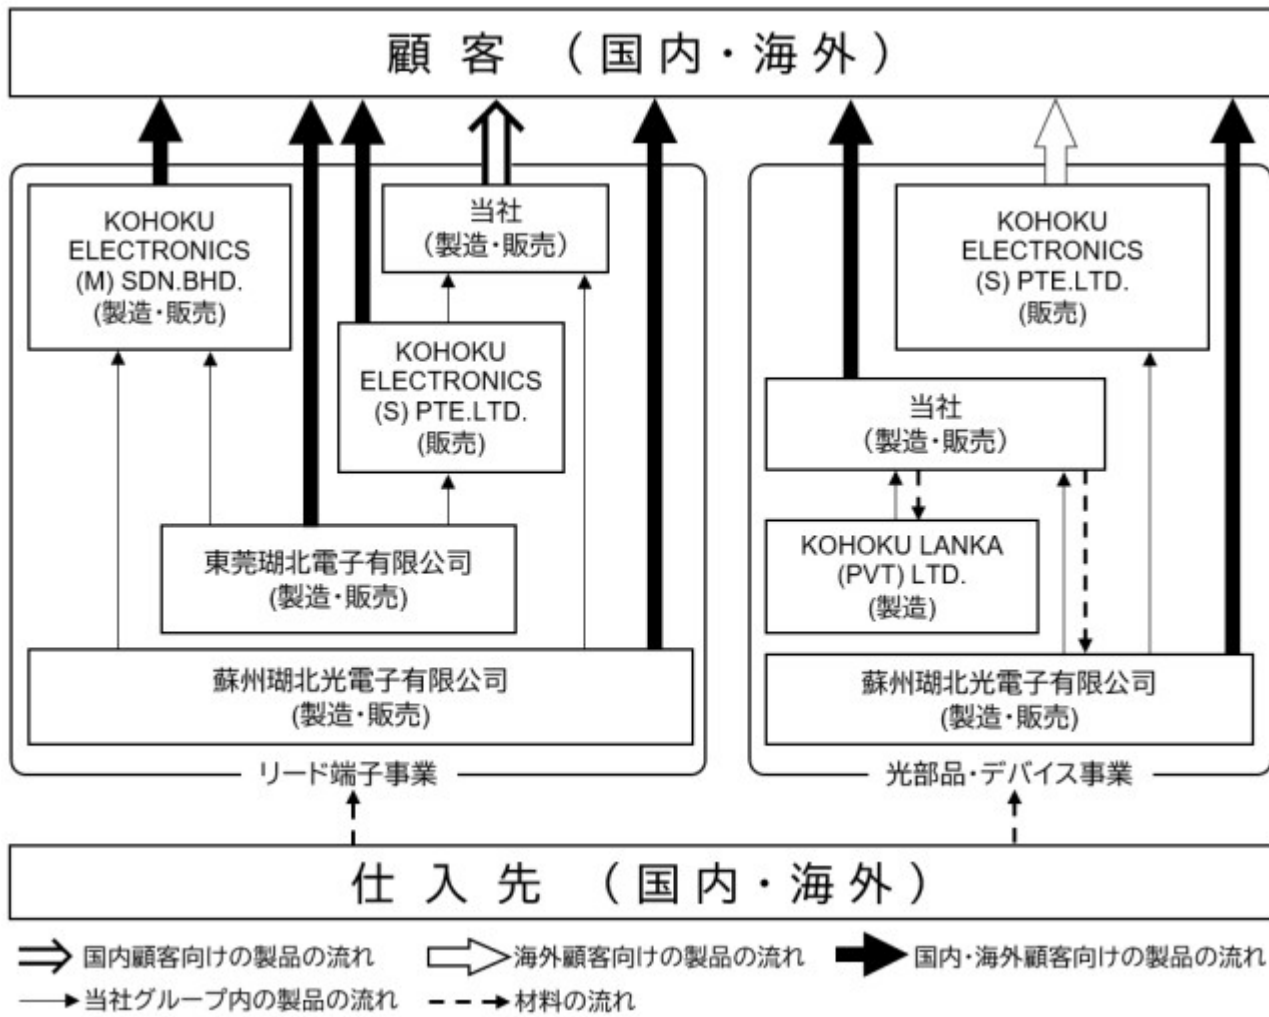 顧客（国内・海外）
KOHOKU
ELECTRONICS
(M) SDN.BHD.
(製造・販売)
当社
（製造・販売）
KOHOKU
ELECTRONICS
(S) PTE.LTD.
(販売)
東莞瑚北電子有限公司
(製造・販売)
蘇州瑚北光電子有限公司
(製造・販売)
リード端子事業
KOHOKU
ELECTRONICS
(S) PTE.LTD.
(販売)
当社
（製造・販売）
KOHOKU LANKA
(PVT) LTD.
(製造)
蘇州瑚北光電子有限公司
(製造・販売)
光部品・デバイス事業
仕入先（国内・海外）
国内顧客向けの製品の流れ
海外顧客向けの製品の流れ
国内・海外顧客向けの製品の流れ
当社グループ内の製品の流れ
材料の流れ